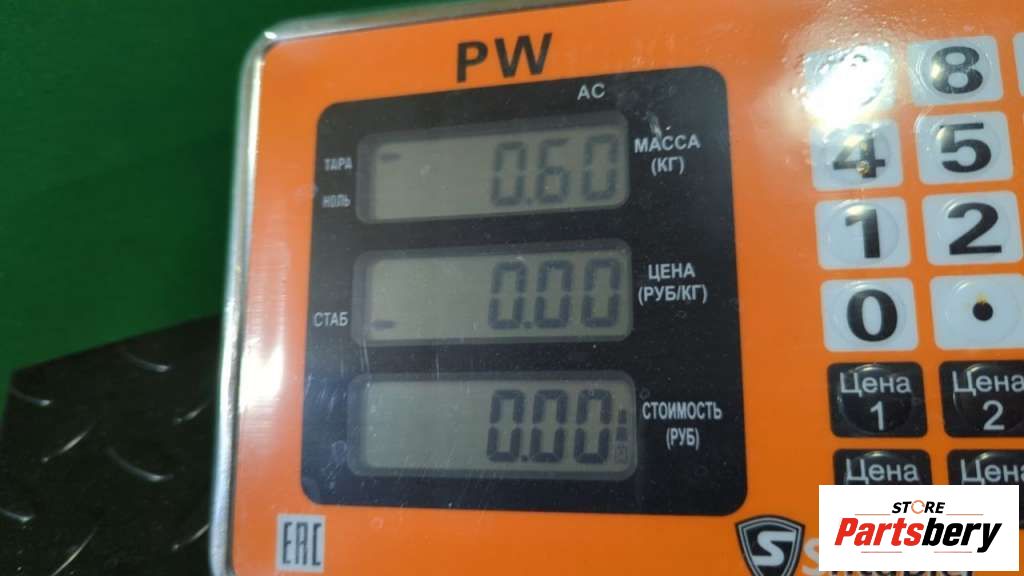 PW
AC
ТАРА
НОЛЬ
0.60
МАССА
(КГ)
СТАБ
0.00
ЦЕНА
(РУБ/КГ)
0.00
СТОИМОСТЬ
(РУБ)
8
4 5
1 2
0 .
Цена
1
Цена
2
Цена
EAC
S
STORE
Partsbery